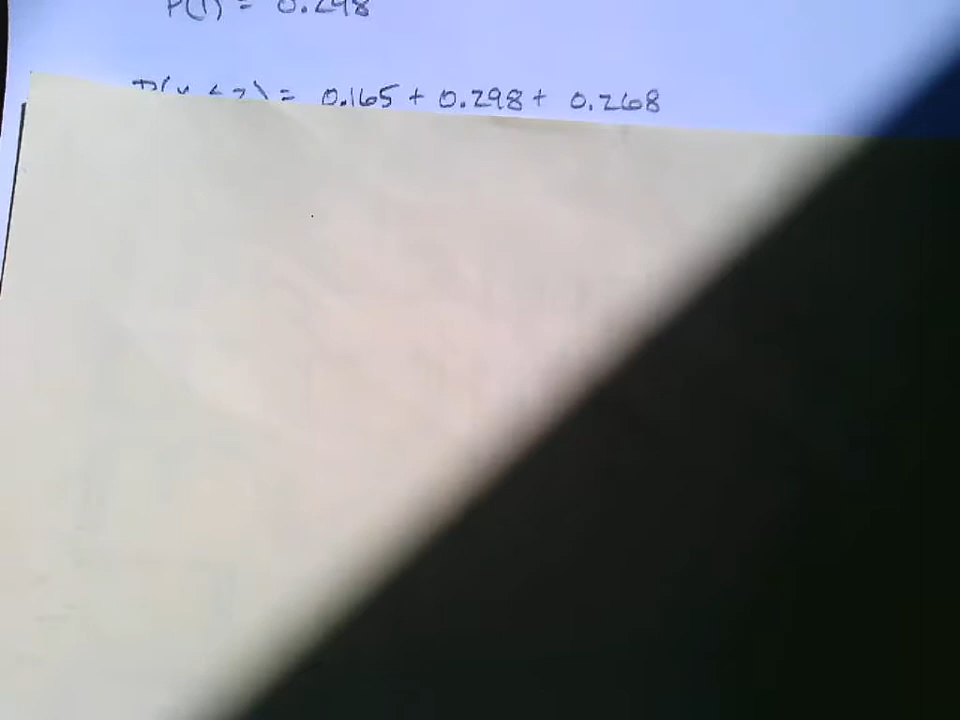 P(1) = 0.298
= 0.165 + 0.298 + 0.268